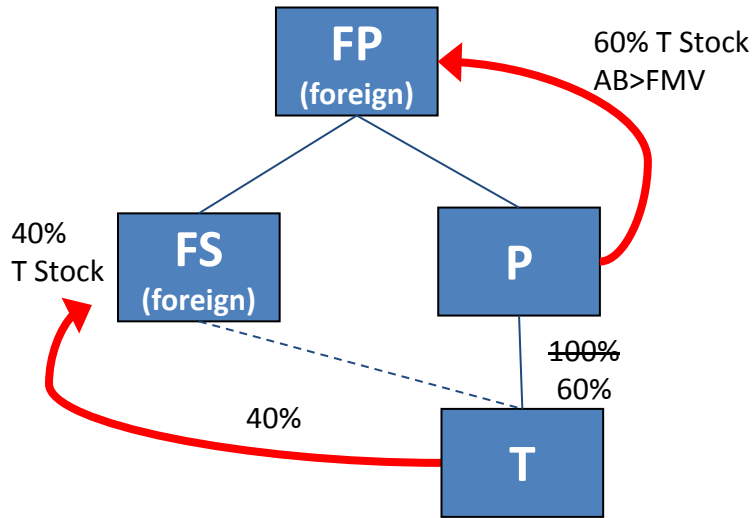 FP
(foreign)
60% T Stock
AB>FMV
40%
T Stock
FS
(foreign)
P
100%
60%
40%
T